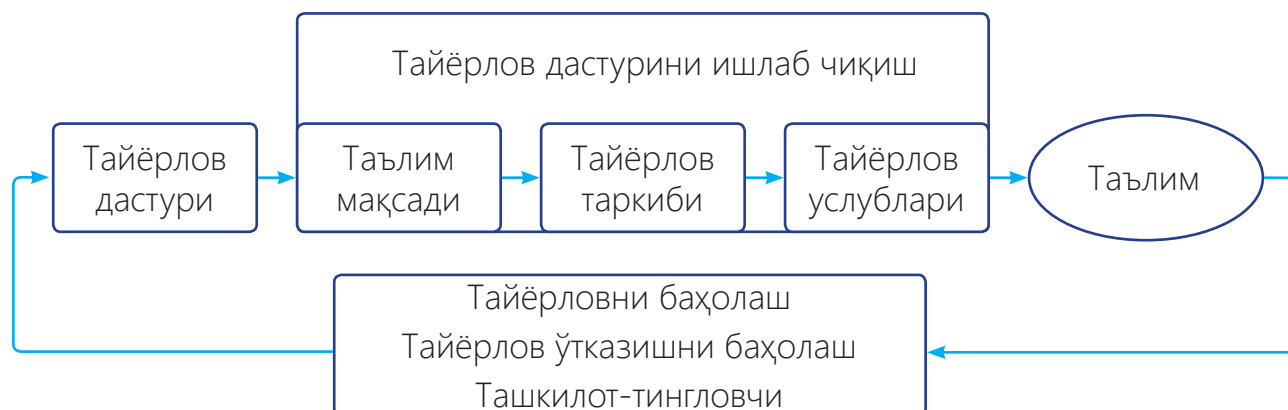 Тайёрлов дастурини ишлаб чиқиш
Тайёрлов
дастури
Таълим
мақсади
Тайёрлов
таркиби
Тайёрлов
услублари
Таълим
Тайёрловни баҳолаш
Тайёрлов ўтказишни баҳолаш
Ташкилот-тингловчи